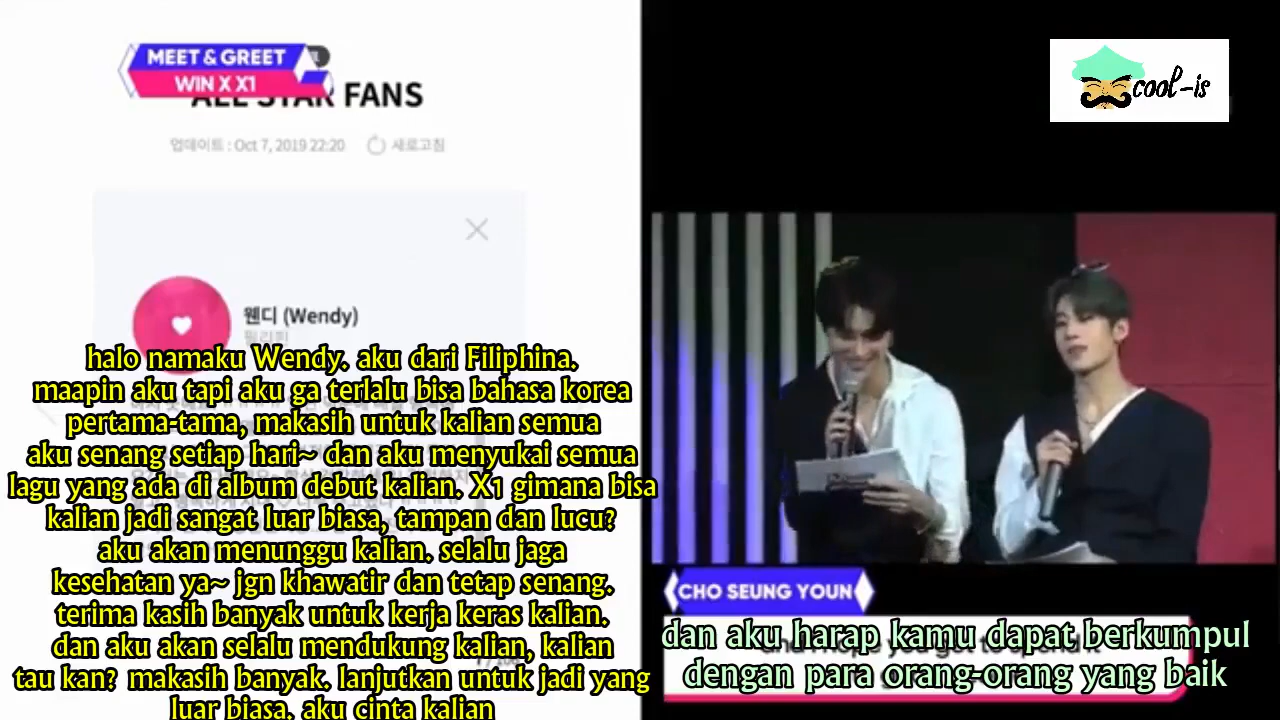 MEET & GREET
WIN X X1
ALL STAR FANS
업데이트 : Oct 7, 2019 22:20 새로고침
웬디 (Wendy)
필리핀
halo namaku Wendy. aku dari Filiphina.
maapin aku tapi aku ga terlalu bisa bahasa korea
pertama-tama, makasih untuk kalian semua
aku senang setiap hari~ dan aku menyukai semua
lagu yang ada di album debut kalian. X1 gimana bisa
kalian jadi sangat luar biasa, tampan dan lucu?
aku akan menunggu kalian. selalu jaga
kesehatan ya~ jgn khawatir dan tetap senang.
terima kasih banyak untuk kerja keras kalian.
dan aku akan selalu mendukung kalian, kalian
tau kan? makasih banyak. lanjutkan untuk jadi yang
luar biasa. aku cinta kalian
cool-is
CHO SEUNG YOUN
dan aku harap kamu dapat berkumpul
dengan para orang-orang yang baik